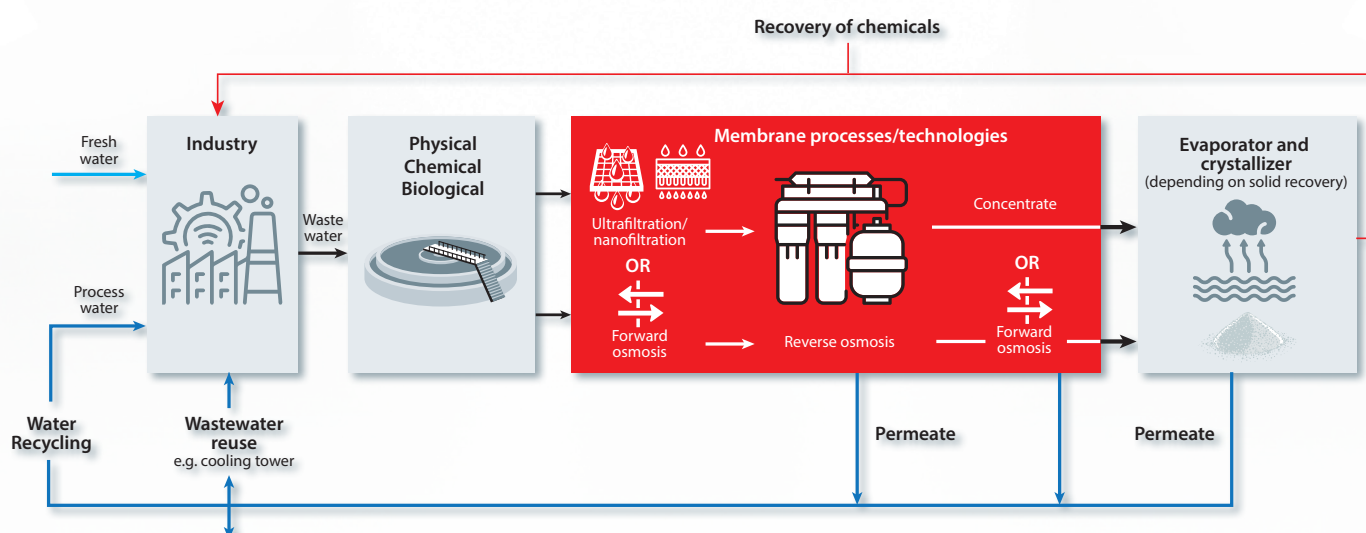 Recovery of chemicals
Fresh
water
Industry
Process
water
Waste
water
Physical
Chemical
Biological
Membrane processes/technologies
Ultrafiltration/
nanofiltration
OR
Forward
osmosis
Reverse osmosis
Concentrate
OR
Forward
osmosis
Evaporator and
crystallizer
(depending on solid recovery)
Water
Recycling
Wastewater
reuse
e.g. cooling tower
Permeate
Permeate